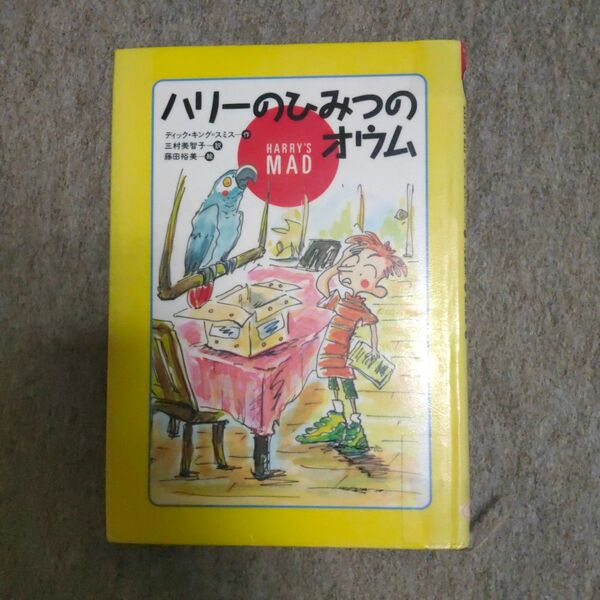 ハリーのひみつの
オウム
ディック・キング=スミス—作
三村美智子—訳
藤田裕美—絵
HARRY'S
MAD